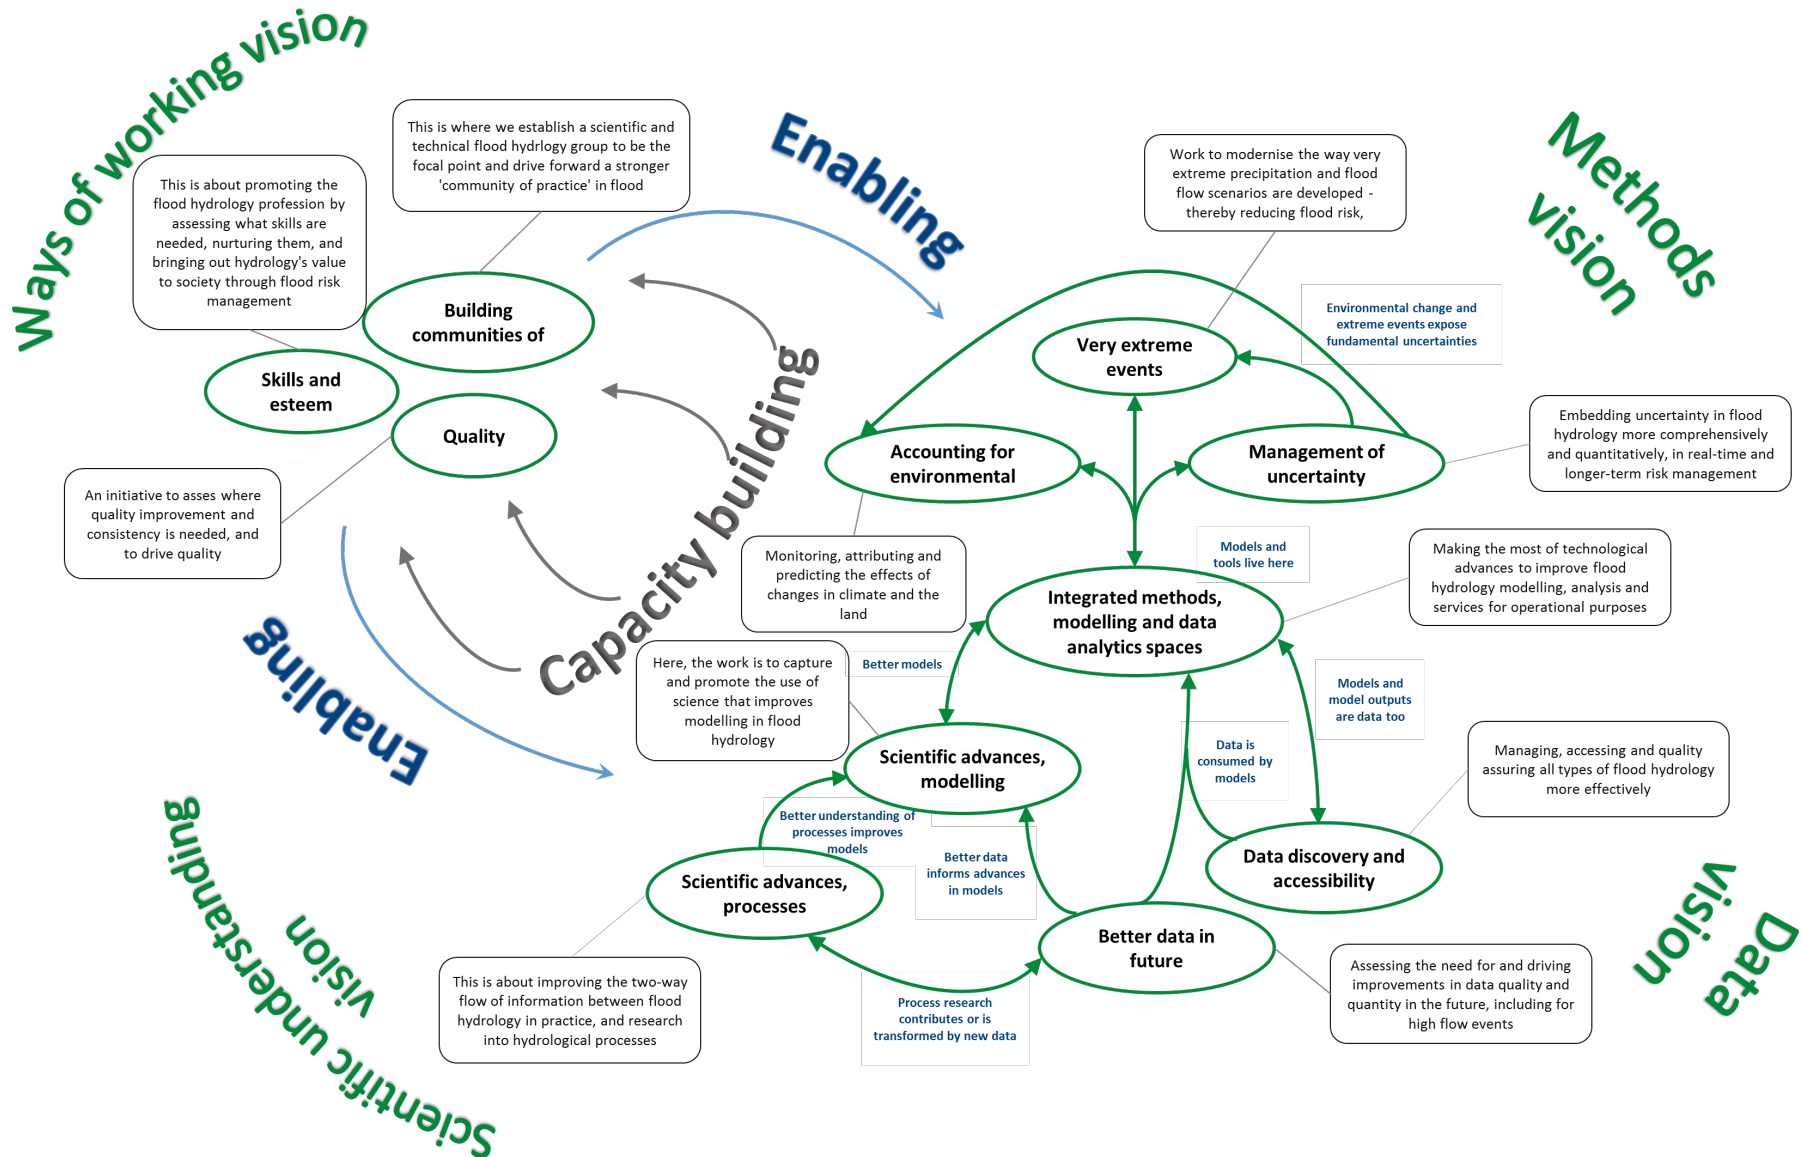 Ways of working vision
This is where we establish a scientific and
technical flood hydrlogy group to be the
focal point and drive forward a stronger
'community of practice' in flood
This is about promoting the
flood hydrology profession by
assessing what skills are
needed, nurturing them, and
bringing out hydrology's value
to society through flood risk
management
Building
communities of
Skills and
esteem
Quality
An initiative to asses where
quality improvement and
consistency is needed, and
to drive quality
Enabling
Capacity building
Enabling
Methods
vision
Work to modernise the way very
extreme precipitation and flood
flow scenarios are developed -
thereby reducing flood risk,
Environmental change and
extreme events expose
fundamental uncertainties
Very extreme
events
Accounting for
environmental
Management of
uncertainty
Embedding uncertainty in flood
hydrology more comprehensively
and quantitatively, in real-time and
longer-term risk management
Monitoring, attributing and
predicting the effects of
changes in climate and the
land
Models and
tools live here
Making the most of technological
advances to improve flood
hydrology modelling, analysis and
services for operational purposes
Integrated methods,
modelling and data
analytics spaces
Here, the work is to capture
and promote the use of
science that improves
modelling in flood
hydrology
Better models
Models and
model outputs
are data too
Data is
consumed by
models
Managing, accessing and quality
assuring all types of flood hydrology
more effectively
Scientific advances,
modelling
Better understanding of
processes improves
models
Better data
informs advances
in models
Data discovery and
accessibility
Scientific advances,
processes
Better data in
future
Process research
contributes or is
transformed by new data
This is about improving the two-way
flow of information between flood
hydrology in practice, and research
into hydrological processes
Assessing the need for and driving
improvements in data quality and
quantity in the future, including for
high flow events
Scientific understanding
vision
Data
vision